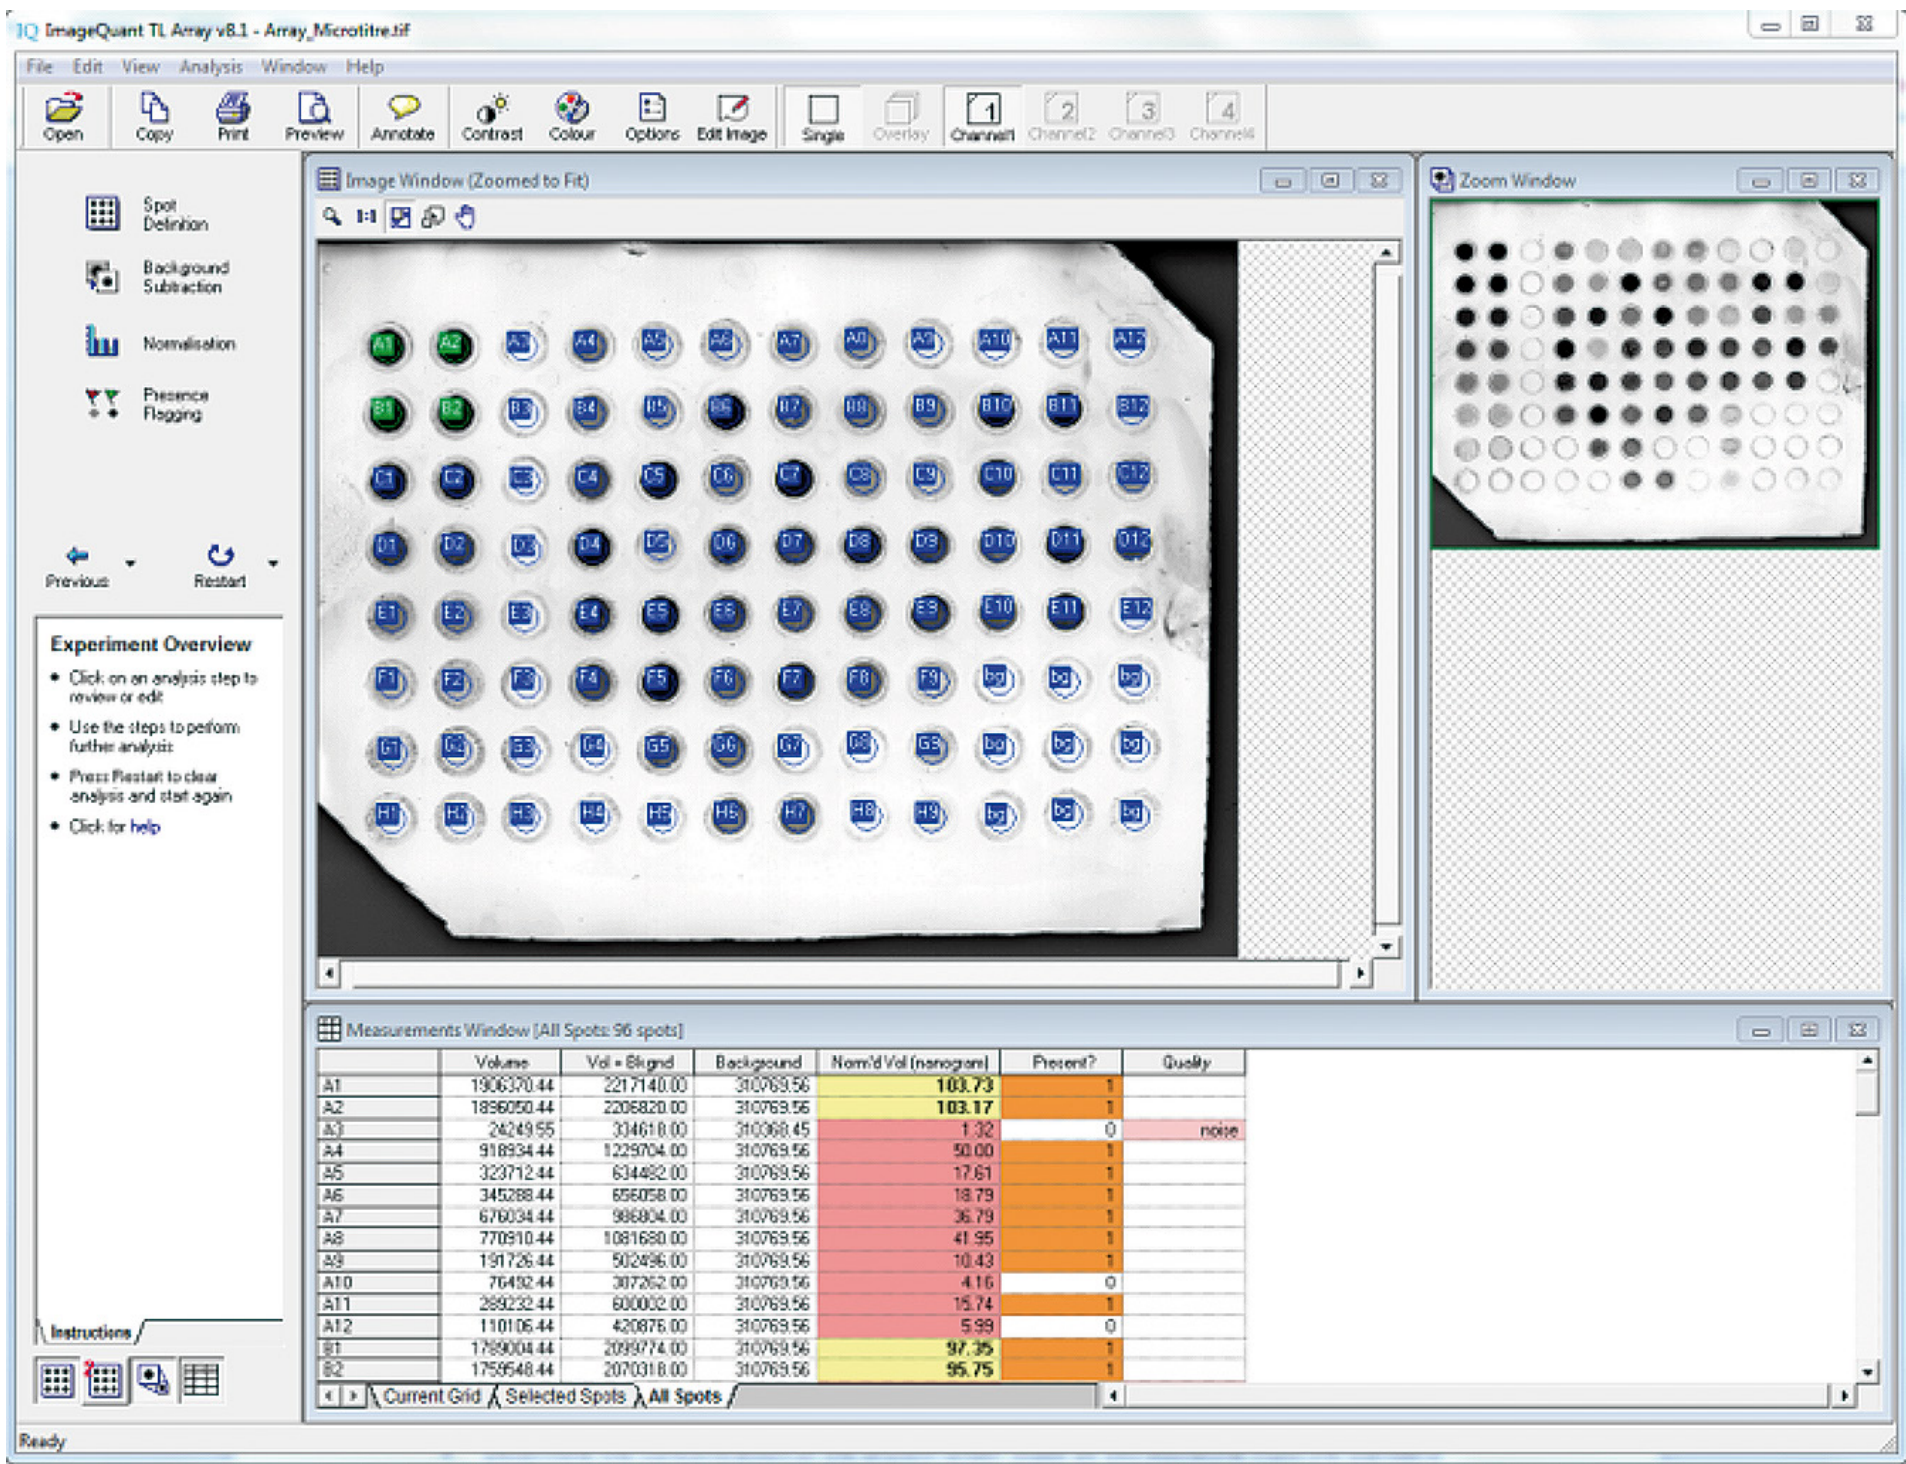 IQ ImageQuant TL Array v8.1 - Array_Microtitre.tif
File Edit View Analysis Window Help
Open Copy Print Preview Annotate Contrast Colour Options Edit Image Single Overlay Channel1 Channel2 Channel3 Channel4
1 2 3 4
Spot
Definition
Background
Subtraction
Normalisation
Presence
Flagging
Previous Restart
Experiment Overview
Click on an analysis step to
review or edit
Use the steps to perform
further analysis
Press Restart to clear
analysis and start again
Click for help
Instructions
Image Window (Zoomed to Fit)
1:1
A1 A2 A3 A4 A5 A6 A7 A8 A9 A10 A11 A12
B1 B2 B3 B4 B5 B6 B7 B8 B9 B10 B11 B12
C1 C2 C3 C4 C5 C6 C7 C8 C9 C10 C11 C12
D1 D2 D3 D4 D5 D6 D7 D8 D9 D10 D11 D12
E1 E2 E3 E4 E5 E6 E7 E8 E9 E10 E11 E12
F1 F2 F3 F4 F5 F6 F7 F8 F9 bg bg bg
G1 G2 G3 G4 G5 G6 G7 G8 G9 bg bg bg
H1 H2 H3 H4 H5 H6 H7 H8 H9 bg bg bg
Zoom Window
Measurements Window [All Spots: 96 spots]
Volume Vol + Bkgnd Background Norm'd Vol (nanogram) Present? Quality
A1 1906370.44 2217140.00 310769.56 103.73 1
A2 1896050.44 2206820.00 310769.56 103.17 1
A3 24249.55 334618.00 310368.45 1.32 0 noise
A4 918934.44 1229704.00 310769.56 50.00 1
A5 323712.44 634482.00 310769.56 17.61 1
A6 345288.44 656058.00 310769.56 18.79 1
A7 676034.44 986804.00 310769.56 36.79 1
A8 770910.44 1081680.00 310769.56 41.95 1
A9 191726.44 502496.00 310769.56 10.43 1
A10 76492.44 387262.00 310769.56 4.16 0
A11 289232.44 600002.00 310769.56 15.74 1
A12 110106.44 420876.00 310769.56 5.99 0
B1 1789004.44 2099774.00 310769.56 97.35 1
B2 1759548.44 2070318.00 310769.56 95.75 1
Current Grid Selected Spots All Spots
Ready